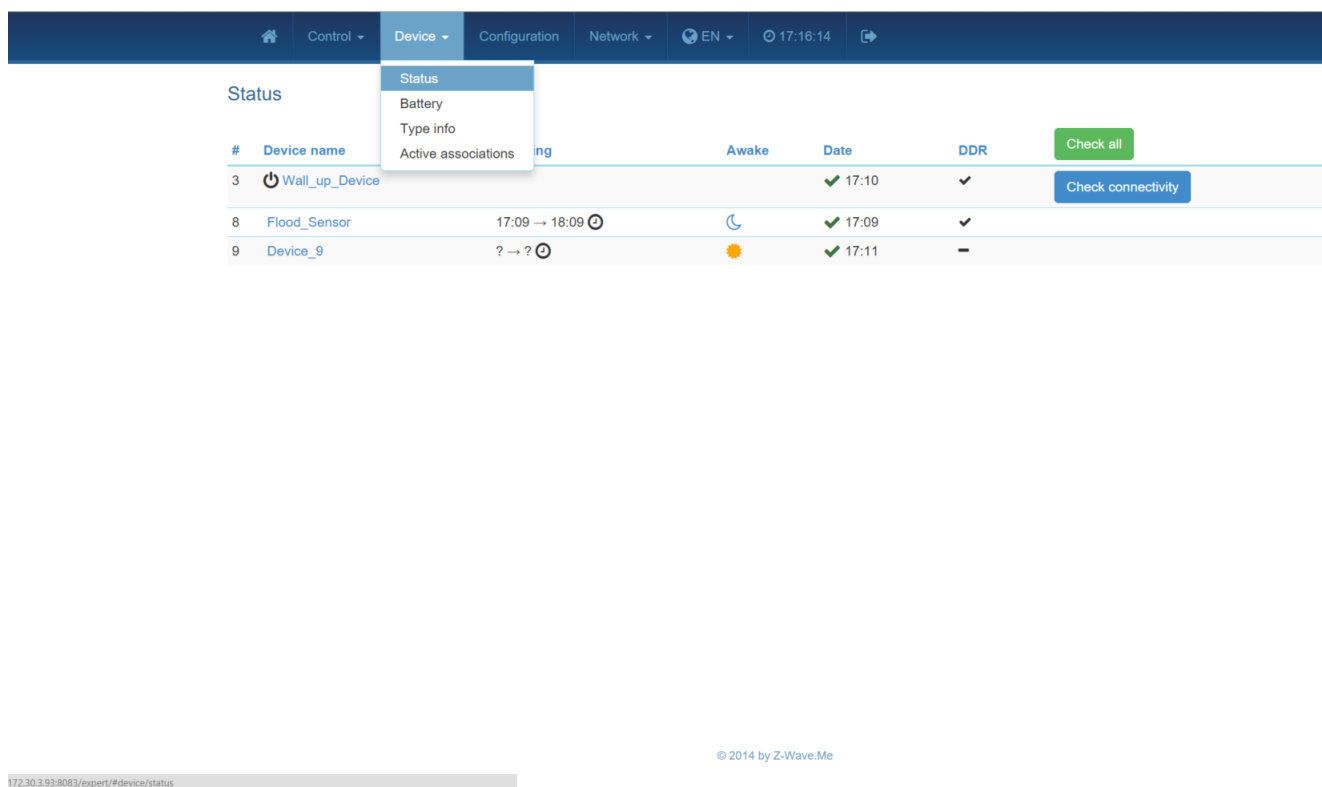 Control Device Configuration Network EN 17:16:14
Status
Battery
Type info
Active associations
Status
# Device name ng Awake Date DDR Check all
3 Wall_up_Device 17:10 Check connectivity
8 Flood_Sensor 17:09 → 18:09 17:09
9 Device_9 ? → ? 17:11
© 2014 by Z-Wave.Me
172.30.3.93:8083/expert/#device/status